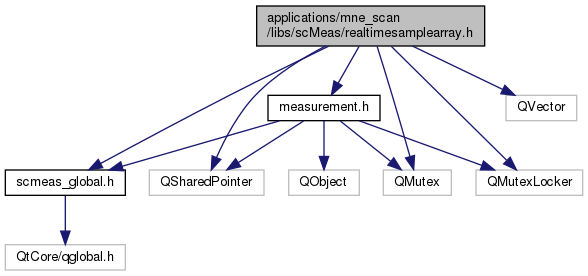 applications/mne_scan
/libs/scMeas/realtimesamplearray.h
measurement.h
QVector
scmeas_global.h
QSharedPointer
QObject
QMutex
QMutexLocker
QtCore/qglobal.h